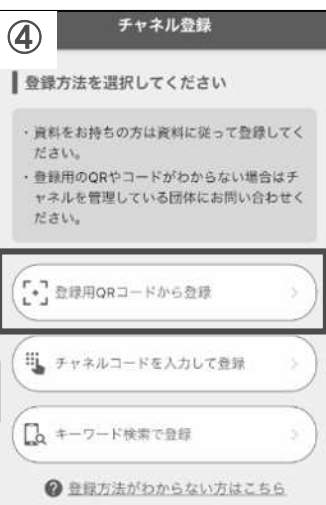 ④
チャネル登録
登録方法を選択してください
・資料をお持ちの方は資料に従って登録してく
ださい。
・登録用のQRやコードがわからない場合はチ
ャネルを管理している団体にお問い合わせく
ださい。
登録用QRコードから登録
チャネルコードを入力して登録
キーワード検索で登録
? 登録方法がわからない方はこちら